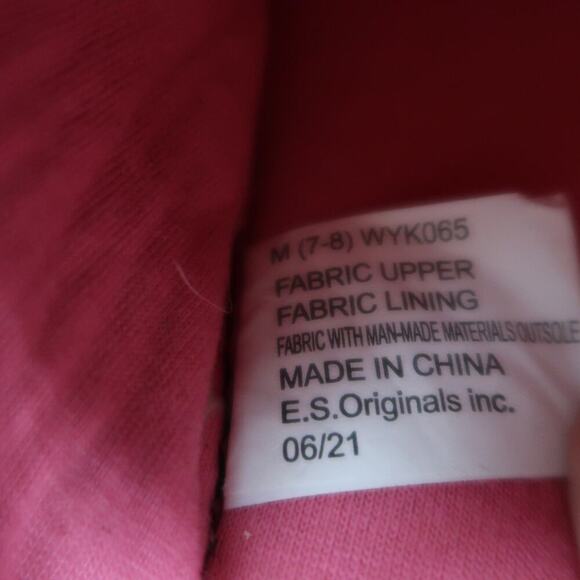 M (7-8) WYK065
FABRIC UPPER
FABRIC LINING
FABRIC WITH MAN-MADE MATERIALS OUTSOLE
MADE IN CHINA
E.S.Originals inc.
06/21